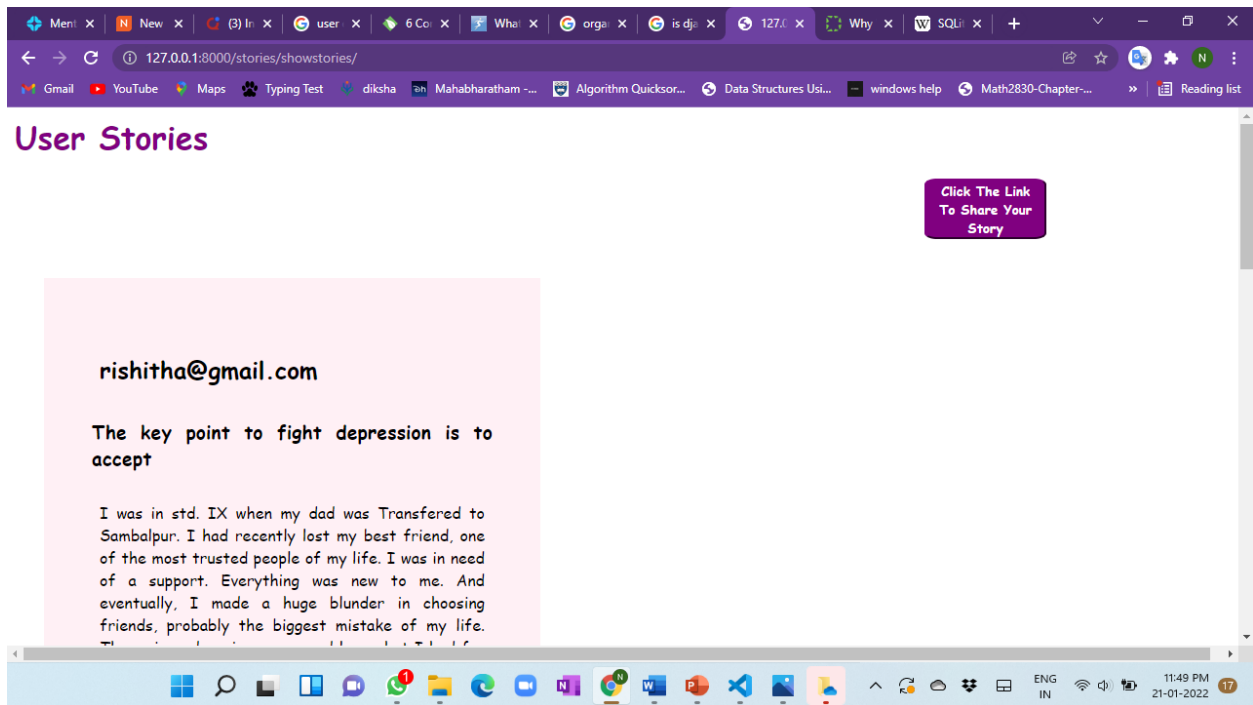 Ment
New
(3) In
user
6 Co
What
orga
is dja
127.0
Why
SQLit
127.0.0.1:8000/stories/showstories/
N
Gmail
YouTube
Maps
Typing Test
diksha
Mahabharatham -...
Algorithm Quicksor...
Data Structures Usi...
windows help
Math2830-Chapter-...
»
Reading list
User Stories
Click The Link
To Share Your
Story
rishitha@gmail.com
The key point to fight depression is to
accept
I was in std. IX when my dad was Transfered to
Sambalpur. I had recently lost my best friend, one
of the most trusted people of my life. I was in need
of a support. Everything was new to me. And
eventually, I made a huge blunder in choosing
friends, probably the biggest mistake of my life.
ENG
IN
11:49 PM
21-01-2022
17